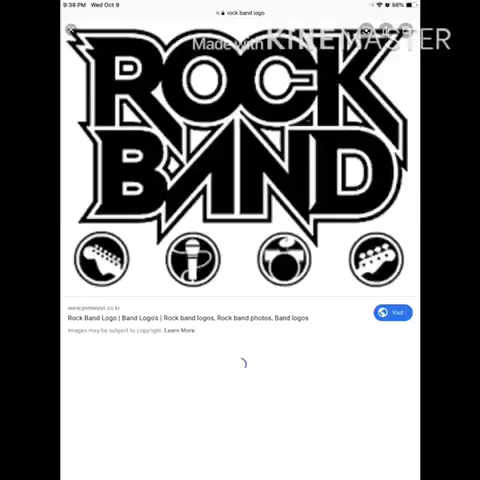 9:38 PM Wed Oct 9
56%
rock band logo
Made with KINEMASTER
ROCK
BAND
www.pinterest.co.kr
Rock Band Logo | Band Logo's | Rock band logos, Rock band photos, Band logos
Visit
Images may be subject to copyright. Learn More